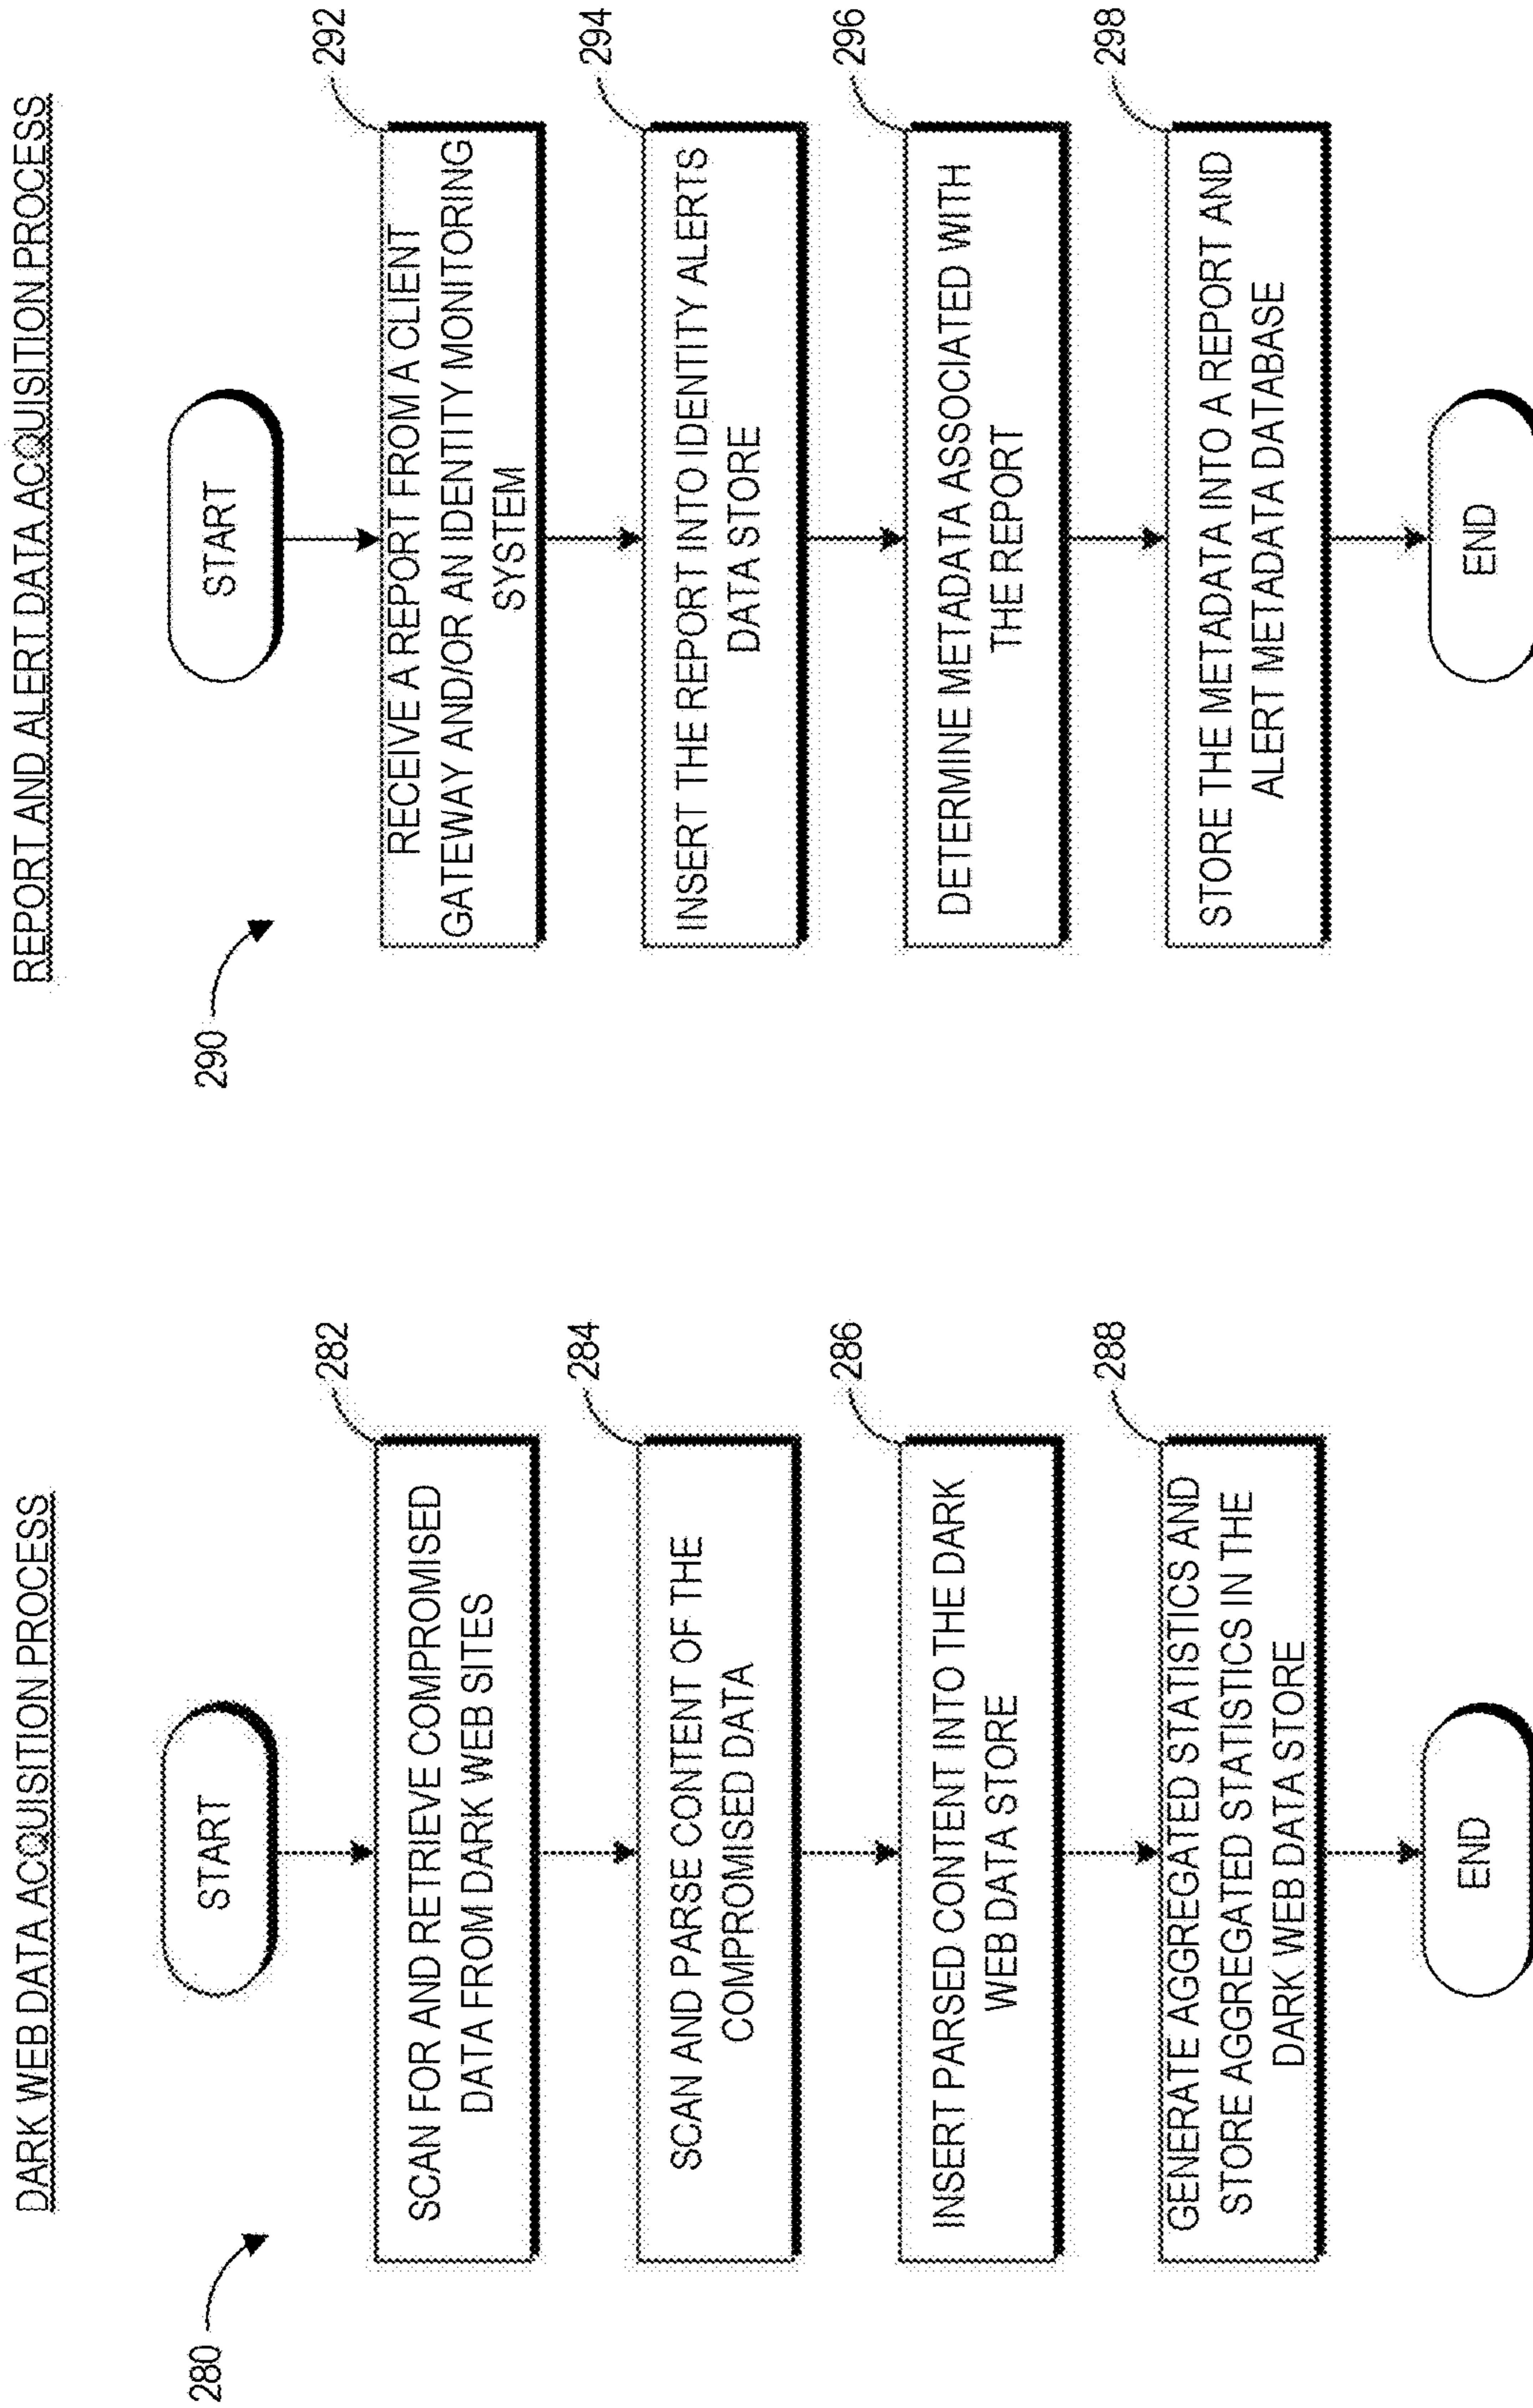 DARK WEB DATA ACQUISITION PROCESS
280
START
282
SCAN FOR AND RETRIEVE COMPROMISED
DATA FROM DARK WEB SITES
284
SCAN AND PARSE CONTENT OF THE
COMPROMISED DATA
286
INSERT PARSED CONTENT INTO THE DARK
WEB DATA STORE
288
GENERATE AGGREGATED STATISTICS AND
STORE AGGREGATED STATISTICS IN THE
DARK WEB DATA STORE
END
REPORT AND ALERT DATA ACQUISITION PROCESS
290
START
292
RECEIVE A REPORT FROM A CLIENT
GATEWAY AND/OR AN IDENTITY MONITORING
SYSTEM
294
INSERT THE REPORT INTO IDENTITY ALERTS
DATA STORE
296
DETERMINE METADATA ASSOCIATED WITH
THE REPORT
298
STORE THE METADATA INTO A REPORT AND
ALERT METADATA DATABASE
END